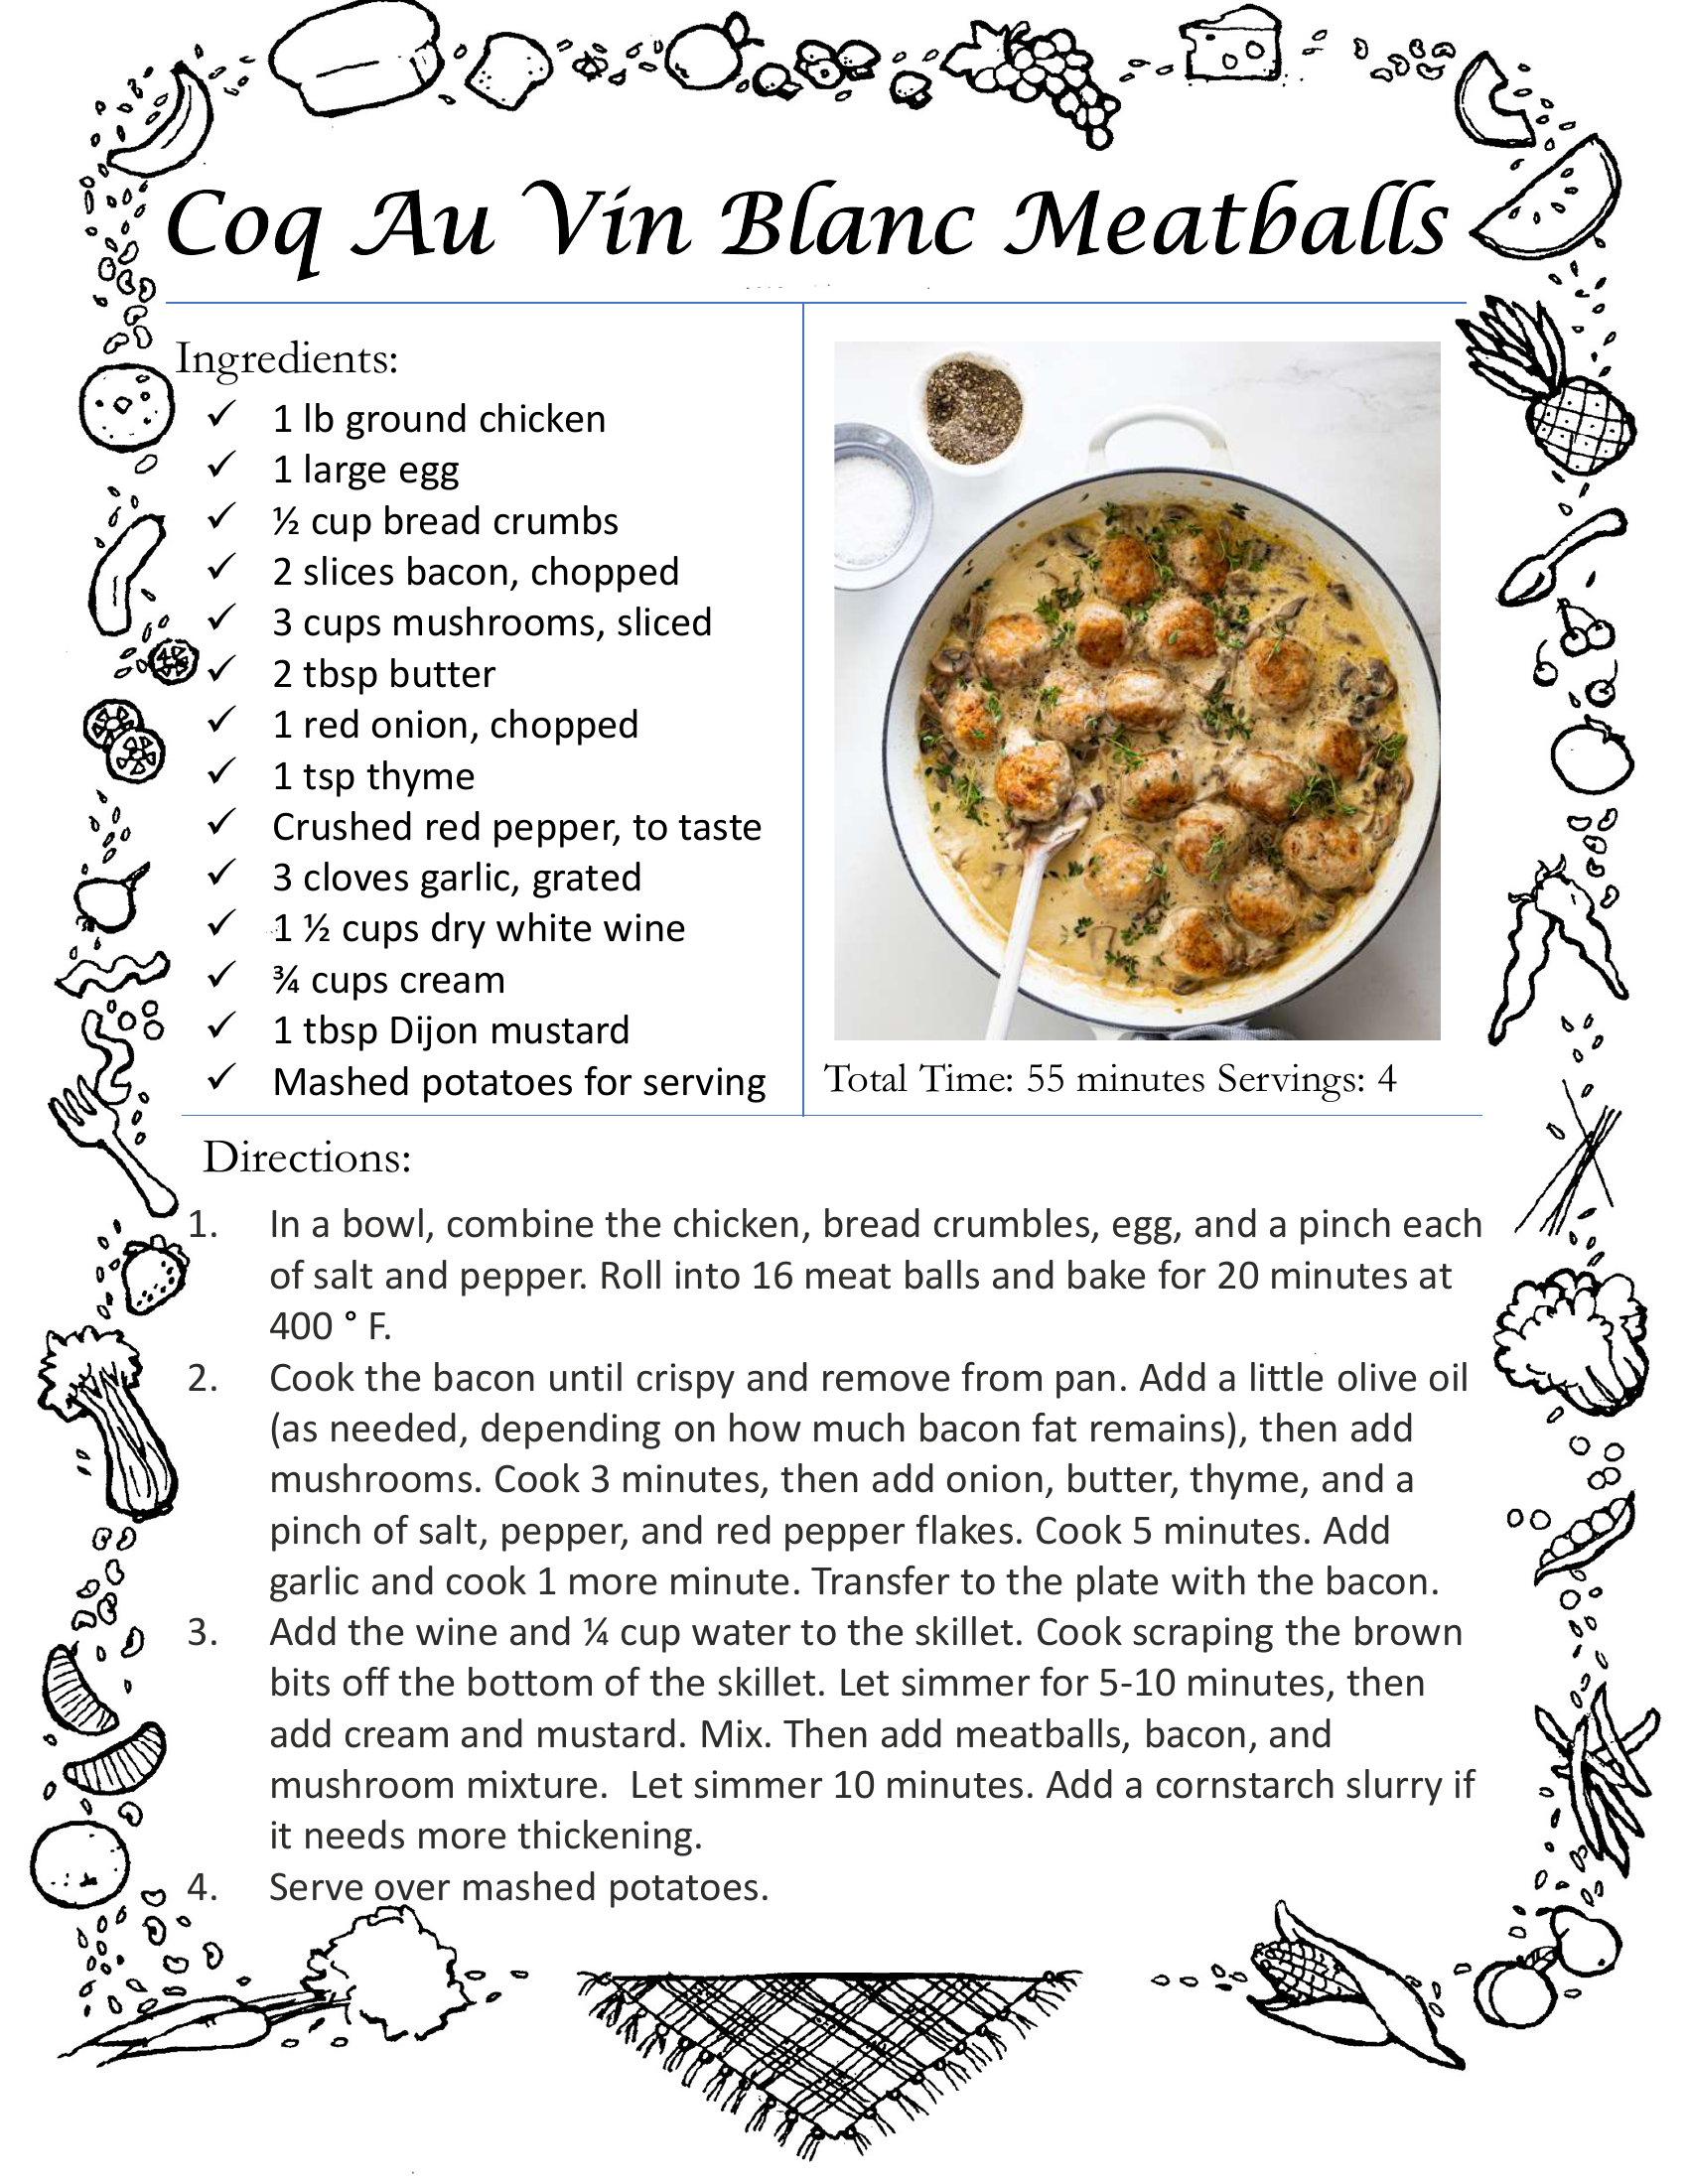 Coq Au Vin Blanc Meatballs
Ingredients:
✓ 1 lb ground chicken
✓ 1 large egg
✓ ½ cup bread crumbs
✓ 2 slices bacon, chopped
✓ 3 cups mushrooms, sliced
✓ 2 tbsp butter
✓ 1 red onion, chopped
✓ 1 tsp thyme
✓ Crushed red pepper, to taste
✓ 3 cloves garlic, grated
✓ 1 ½ cups dry white wine
✓ ¾ cups cream
✓ 1 tbsp Dijon mustard
✓ Mashed potatoes for serving
Total Time: 55 minutes Servings: 4
Directions:
1. In a bowl, combine the chicken, bread crumbles, egg, and a pinch each
of salt and pepper. Roll into 16 meat balls and bake for 20 minutes at
400 ° F.
2. Cook the bacon until crispy and remove from pan. Add a little olive oil
(as needed, depending on how much bacon fat remains), then add
mushrooms. Cook 3 minutes, then add onion, butter, thyme, and a
pinch of salt, pepper, and red pepper flakes. Cook 5 minutes. Add
garlic and cook 1 more minute. Transfer to the plate with the bacon.
3. Add the wine and ¼ cup water to the skillet. Cook scraping the brown
bits off the bottom of the skillet. Let simmer for 5-10 minutes, then
add cream and mustard. Mix. Then add meatballs, bacon, and
mushroom mixture.  Let simmer 10 minutes. Add a cornstarch slurry if
it needs more thickening.
4. Serve over mashed potatoes.